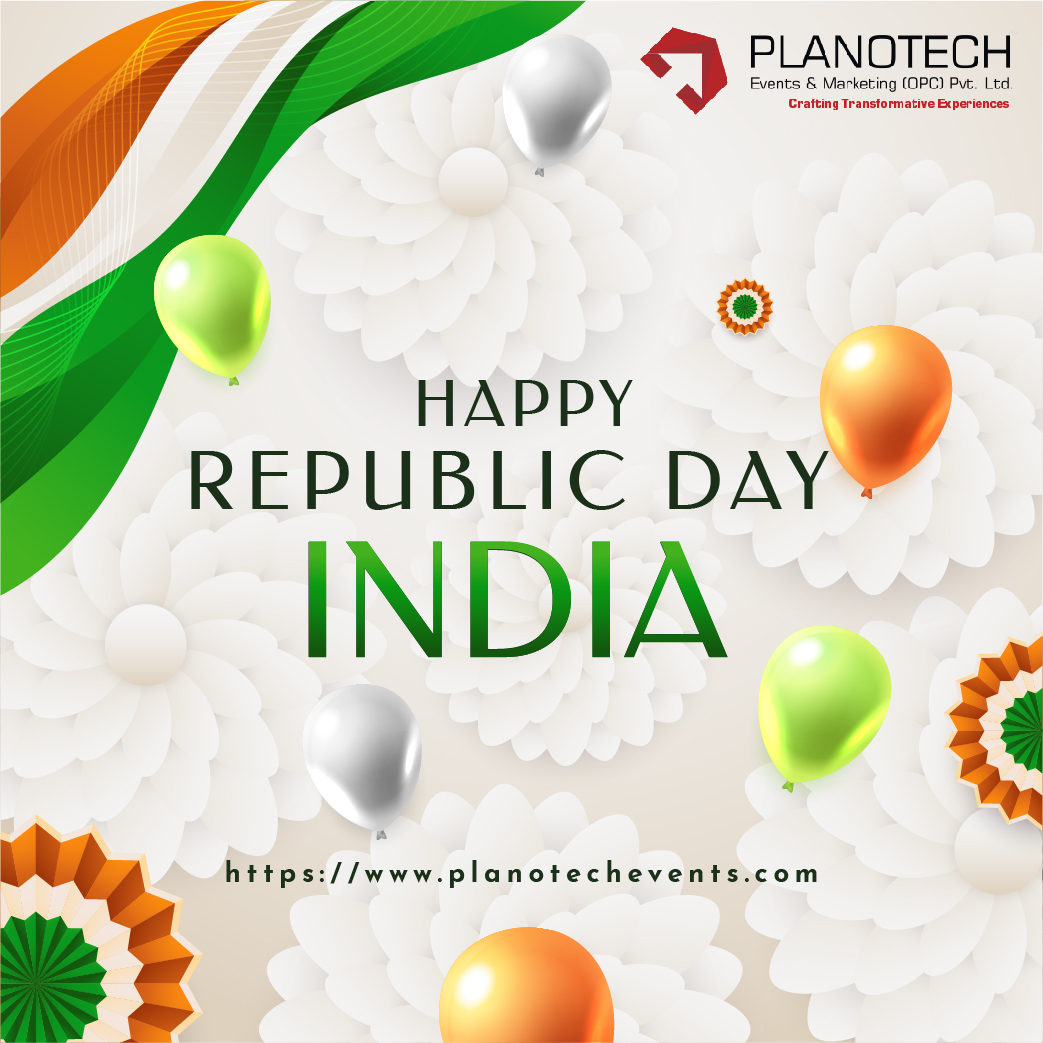 PLANOTECH
Events & Marketing (OPC) Pvt. Ltd.
Crafting Transformative Experiences
HAPPY
REPUBLIC DAY
INDIA
https://www.planotechevents.com